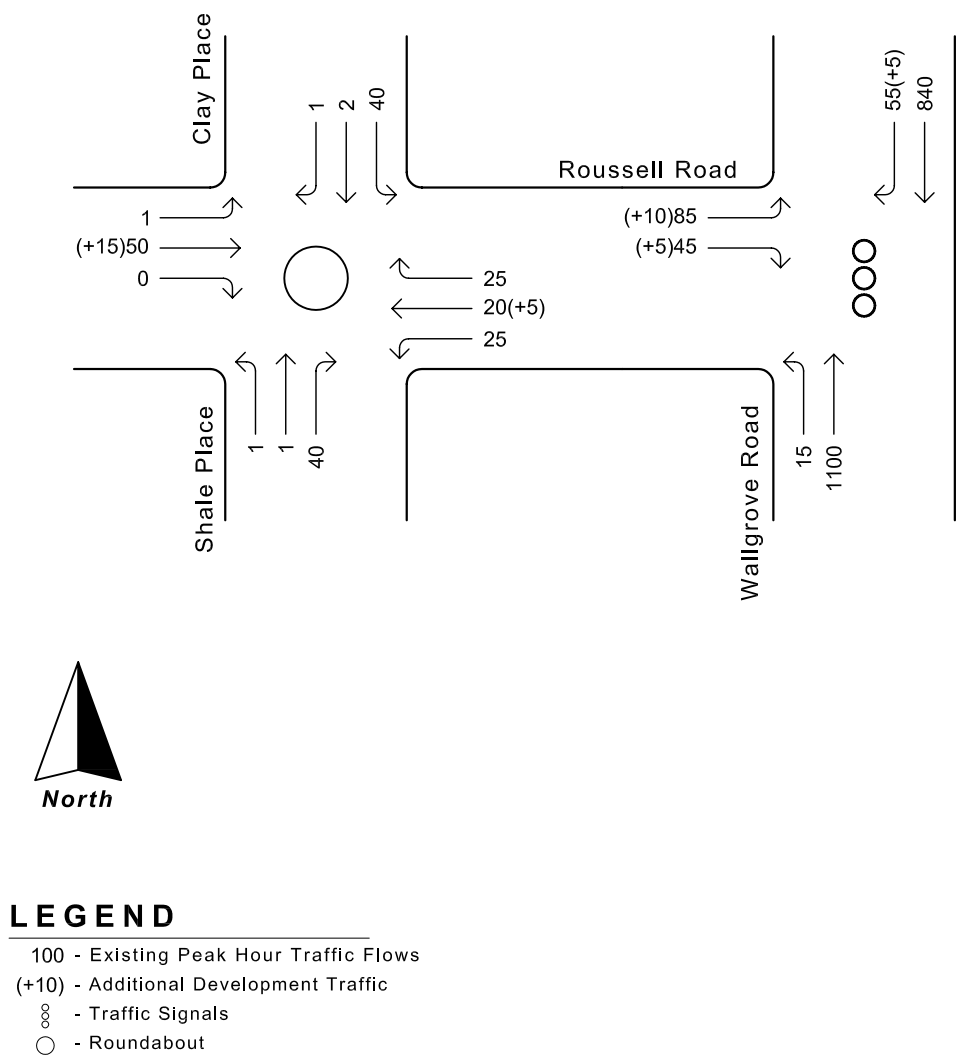 Clay Place
1
2
40
55(+5)
840
Roussell Road
1
(+15)50
0
(+10)85
(+5)45
25
20(+5)
25
Shale Place
1
1
40
Wallgrove Road
15
1100
North
LEGEND
100 - Existing Peak Hour Traffic Flows
(+10) - Additional Development Traffic
- Traffic Signals
- Roundabout